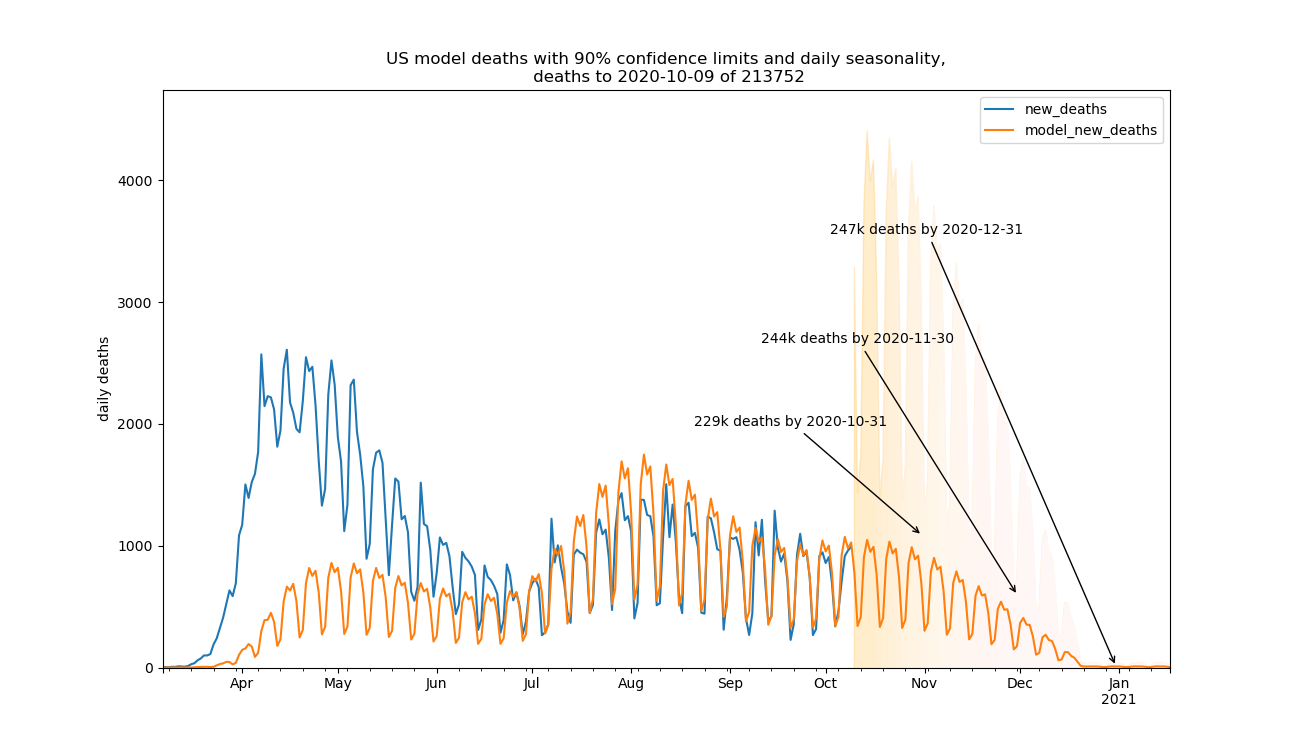 US model deaths with 90% confidence limits and daily seasonality,
deaths to 2020-10-09 of 213752
new_deaths
model_new_deaths
daily deaths
4000
3000
2000
1000
0
247k deaths by 2020-12-31
244k deaths by 2020-11-30
229k deaths by 2020-10-31
Apr May Jun Jul Aug Sep Oct Nov Dec Jan
2021